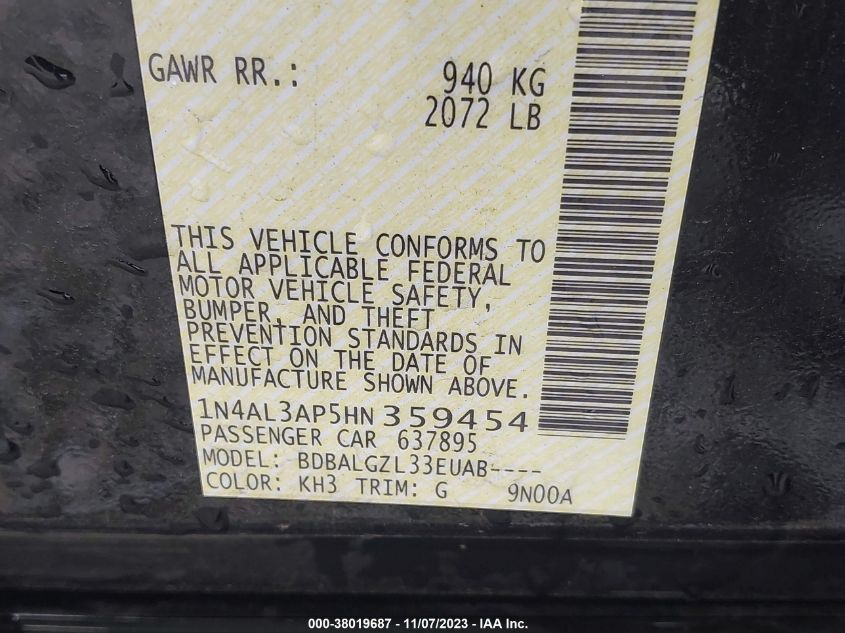 GAWR RR.: 940 KG
2072 LB
THIS VEHICLE CONFORMS TO
ALL APPLICABLE FEDERAL
MOTOR VEHICLE SAFETY,
BUMPER, AND THEFT
PREVENTION STANDARDS IN
EFFECT ON THE DATE OF
MANUFACTURE SHOWN ABOVE.
1N4AL3AP5HN359454
PASSENGER CAR 637895
MODEL: BDBALGZL33EUAB----
COLOR: KH3 TRIM: G 9N00A
000-38019687 - 11/07/2023 - IAA Inc.